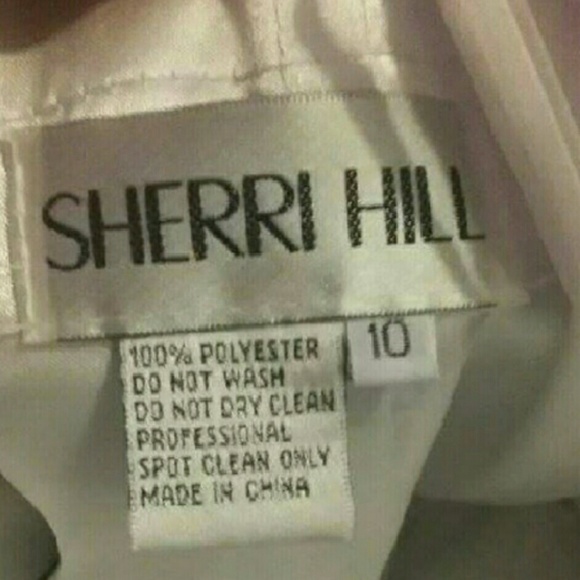 SHERRI HILL
10
100% POLYESTER
DO NOT WASH
DO NOT DRY CLEAN
PROFESSIONAL
SPOT CLEAN ONLY
MADE IN CHINA